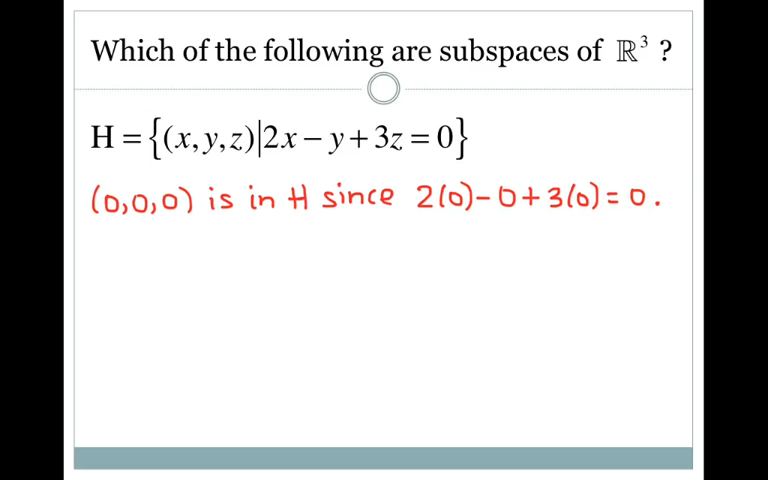 Which of the following are subspaces of ℝ³ ?
H = {(x, y, z)|2x − y + 3z = 0}
(0,0,0) is in H since 2(0) − 0 + 3(0) = 0.